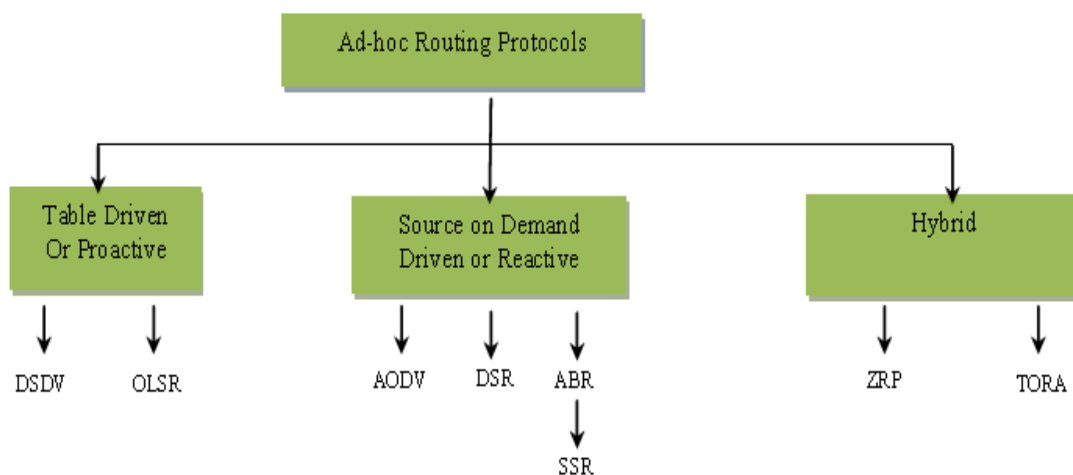 Ad-hoc Routing Protocols
Table Driven
Or Proactive
Source on Demand
Driven or Reactive
Hybrid
DSDV
OLSR
AODV
DSR
ABR
ZRP
TORA
SSR